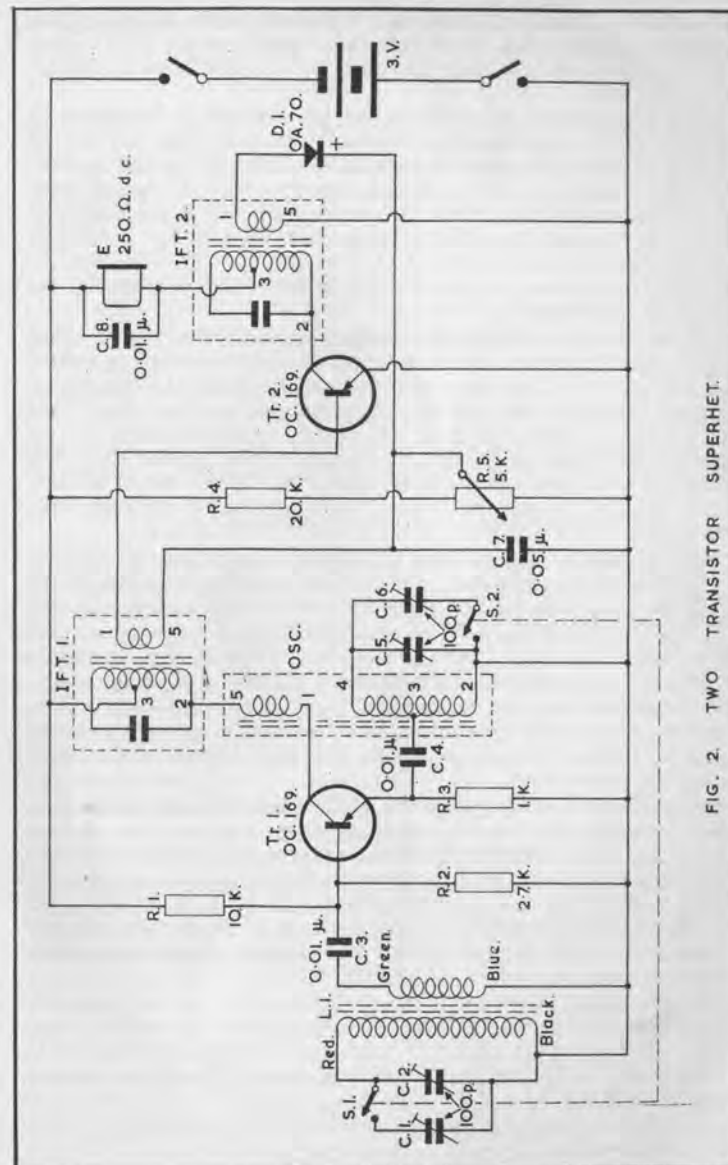 3.V.
D.1.
OA.70.
+
E
250.Ω. d.c.
C.8.
0·01. μ.
I F T. 2.
1
5
3
2
Tr. 2.
OC. 169.
R.4.
20. K.
R.5.
5.K.
C.7.
0·05. μ.
I F T. 1.
1
5
3
2
OSC.
5
1
4
3
2
C.6.
C.5.
100.p.
S.2.
0·01. μ
C.4.
Tr. 1.
OC. 169.
R.3.
1. K.
R.1.
10. K.
R.2.
2·7. K.
0·01. μ.
C.3.
Green.
Blue.
L.1.
Red.
Black.
S.1.
C.2.
C.1.
100.p.
FIG. 2. TWO TRANSISTOR SUPERHET.